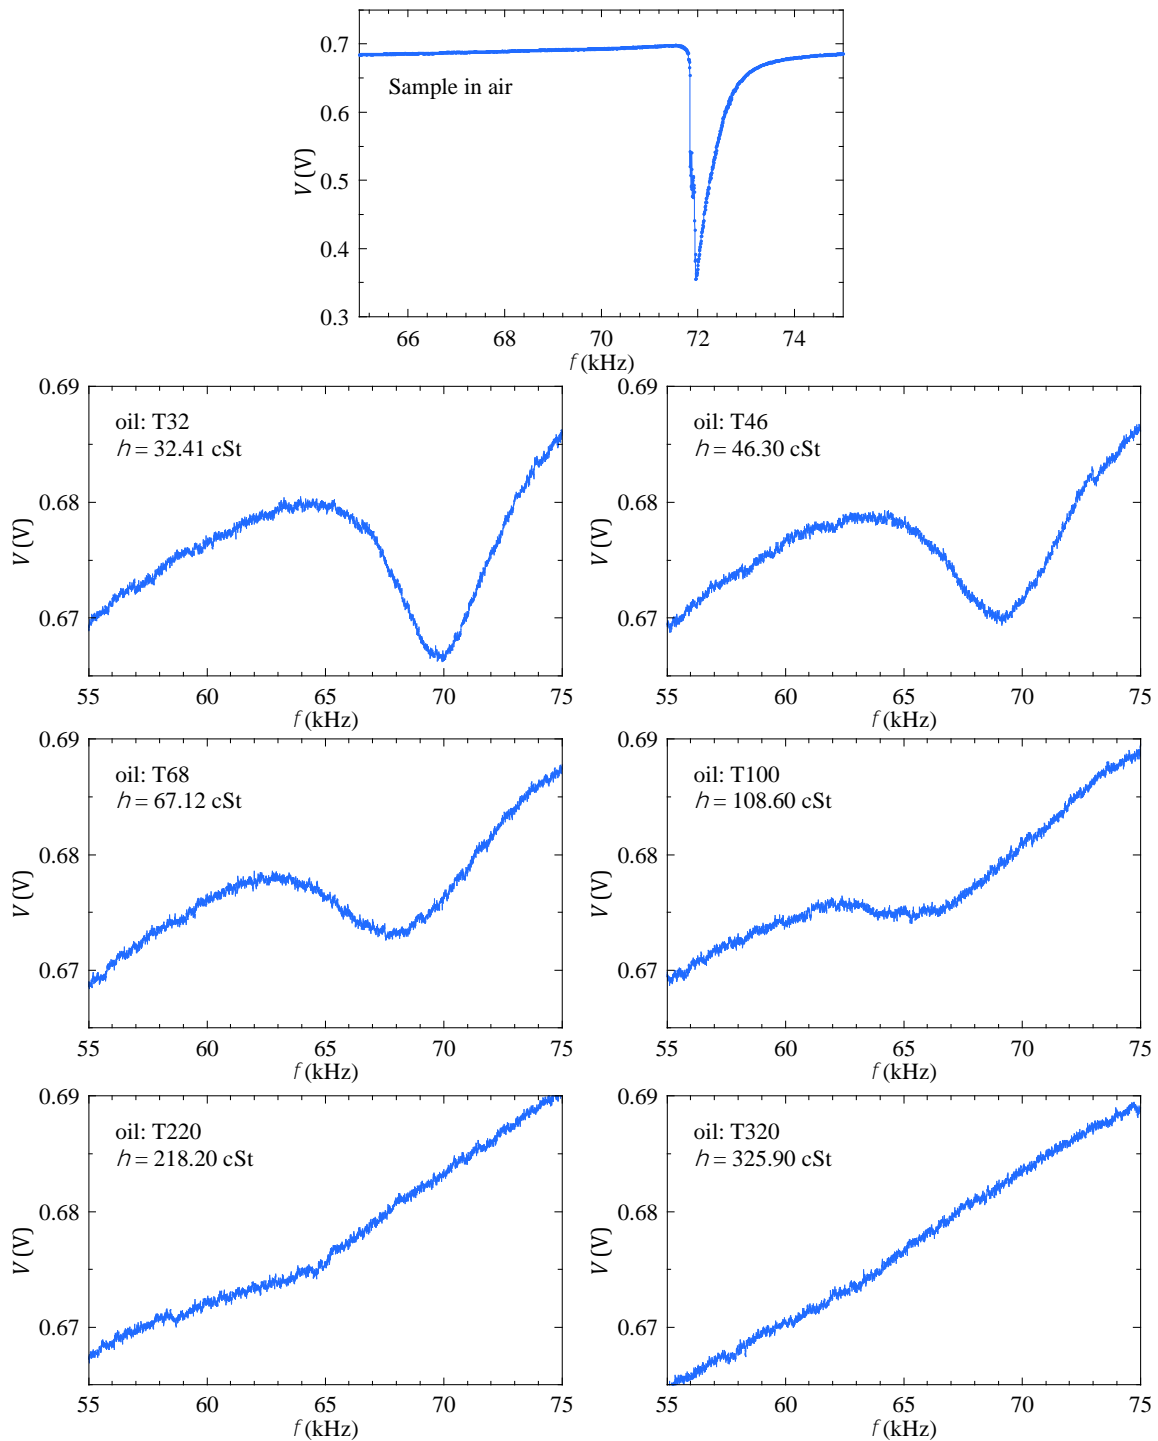 0.7
0.6
0.5
0.4
0.3
V (V)
Sample in air
66 68 70 72 74
f (kHz)
0.69
0.68
0.67
V (V)
oil: T32
h = 32.41 cSt
55 60 65 70 75
f (kHz)
0.69
0.68
0.67
V (V)
oil: T46
h = 46.30 cSt
55 60 65 70 75
f (kHz)
0.69
0.68
0.67
V (V)
oil: T68
h = 67.12 cSt
55 60 65 70 75
f (kHz)
0.69
0.68
0.67
V (V)
oil: T100
h = 108.60 cSt
55 60 65 70 75
f (kHz)
0.69
0.68
0.67
V (V)
oil: T220
h = 218.20 cSt
55 60 65 70 75
f (kHz)
0.69
0.68
0.67
V (V)
oil: T320
h = 325.90 cSt
55 60 65 70 75
f (kHz)